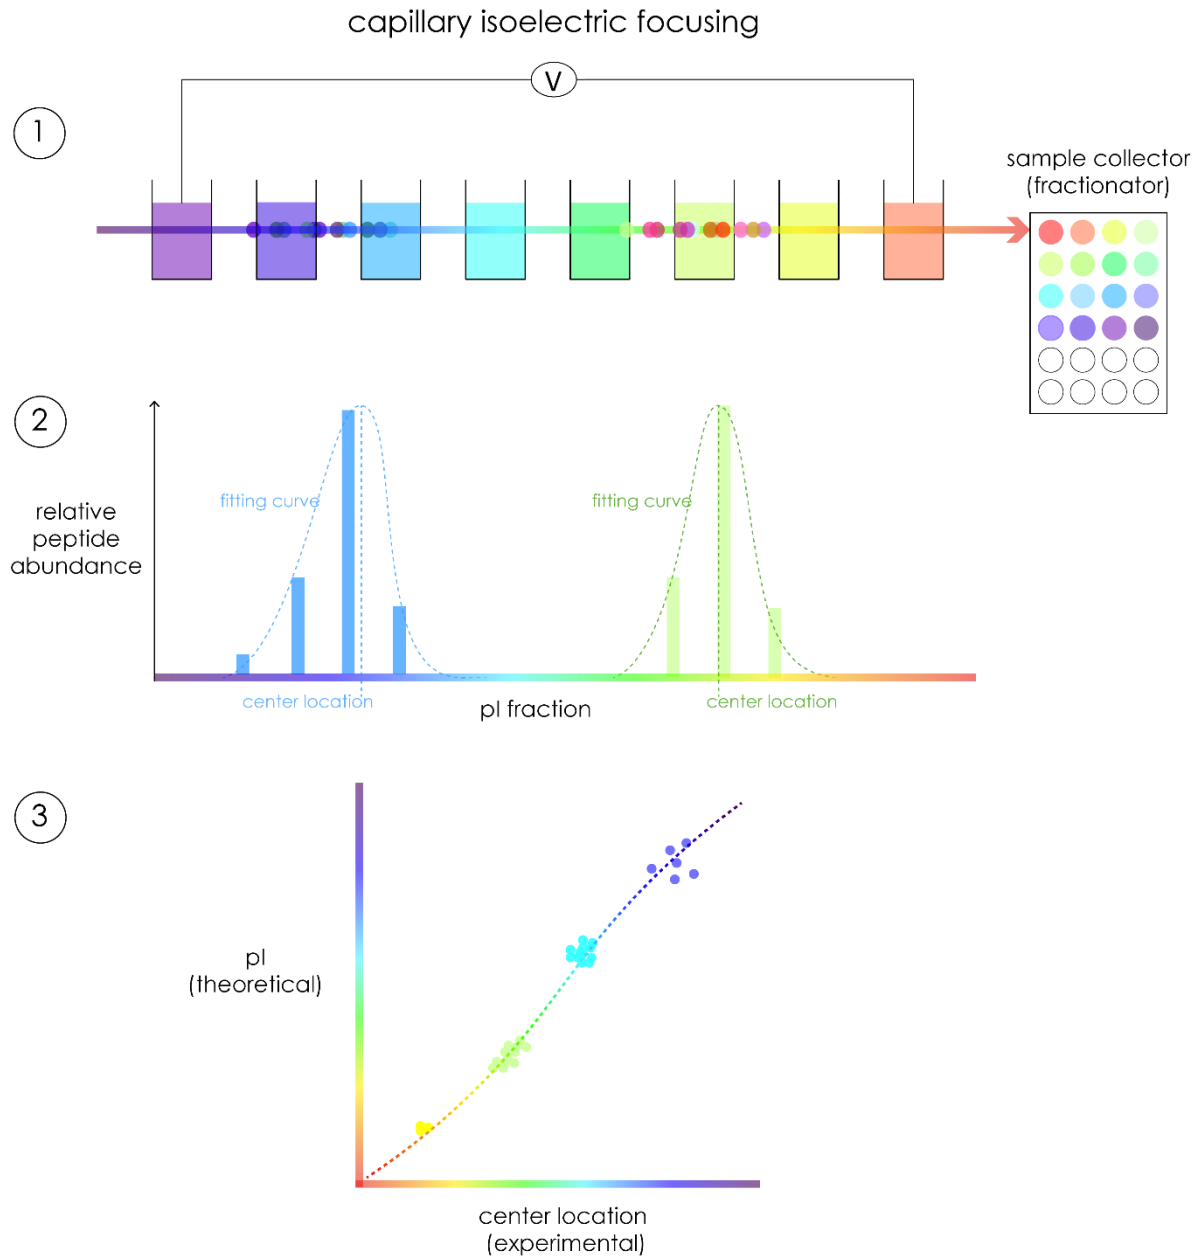 capillary isoelectric focusing
V
1
sample collector
(fractionator)
2
relative
peptide
abundance
fitting curve
fitting curve
center location
pI fraction
center location
3
pI
(theoretical)
center location
(experimental)